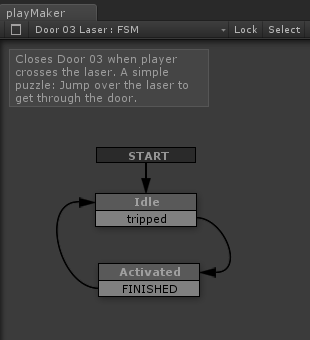 playMaker
Door 03 Laser : FSM Lock Select
Closes Door 03 when player
crosses the laser. A simple
puzzle: Jump over the laser to
get through the door.
START
Idle
tripped
Activated
FINISHED